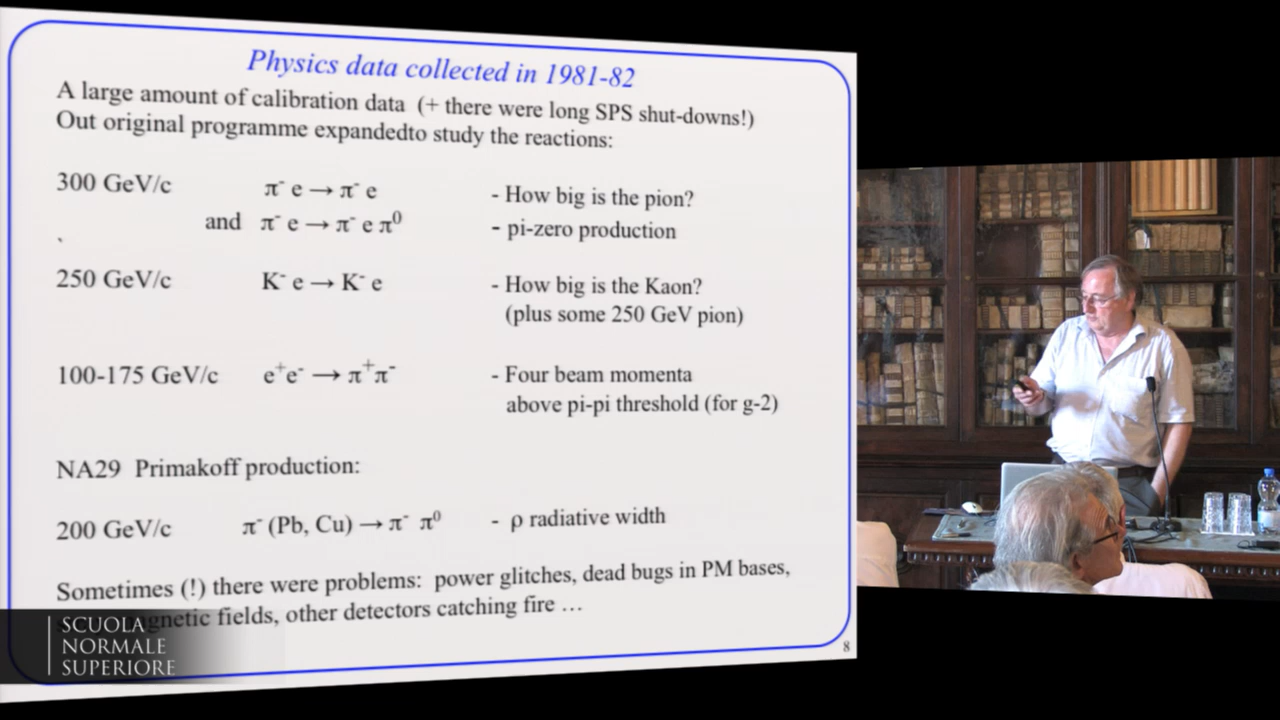 Physics data collected in 1981-82
A large amount of calibration data (+ there were long SPS shut-downs!)
Out original programme expandedto study the reactions:
300 GeV/c π⁻ e → π⁻ e - How big is the pion?
and π⁻ e → π⁻ e π⁰ - pi-zero production
250 GeV/c K⁻ e → K⁻ e - How big is the Kaon?
(plus some 250 GeV pion)
100-175 GeV/c e⁺e⁻ → π⁺π⁻ - Four beam momenta
above pi-pi threshold (for g-2)
NA29 Primakoff production:
200 GeV/c π⁻ (Pb, Cu) → π⁻ π⁰ - ρ radiative width
Sometimes (!) there were problems: power glitches, dead bugs in PM bases,
fields, other detectors catching fire …
8
SCUOLA
NORMALE
SUPERIORE